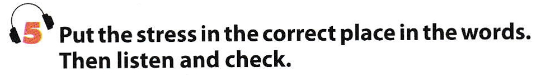 5 Put the stress in the correct place in the words.
Then listen and check.